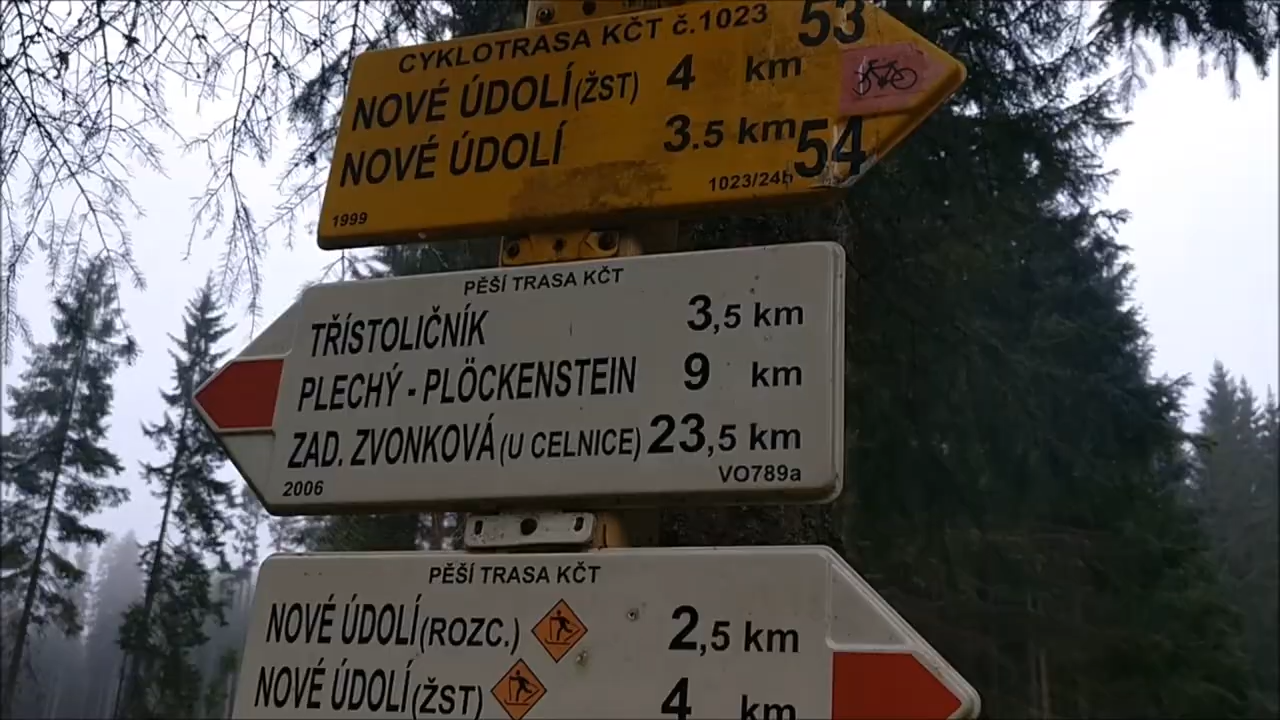 CYKLOTRASA KČT č.1023 53
NOVÉ ÚDOLÍ (ŽST) 4 km
NOVÉ ÚDOLÍ 3.5 km 54
1999 1023/24b
PĚŠÍ TRASA KČT
TŘÍSTOLIČNÍK 3,5 km
PLECHÝ - PLÖCKENSTEIN 9 km
ZAD. ZVONKOVÁ (U CELNICE) 23,5 km
2006 VO789a
PĚŠÍ TRASA KČT
NOVÉ ÚDOLÍ (ROZC.) 2,5 km
NOVÉ ÚDOLÍ (ŽST) 4 km